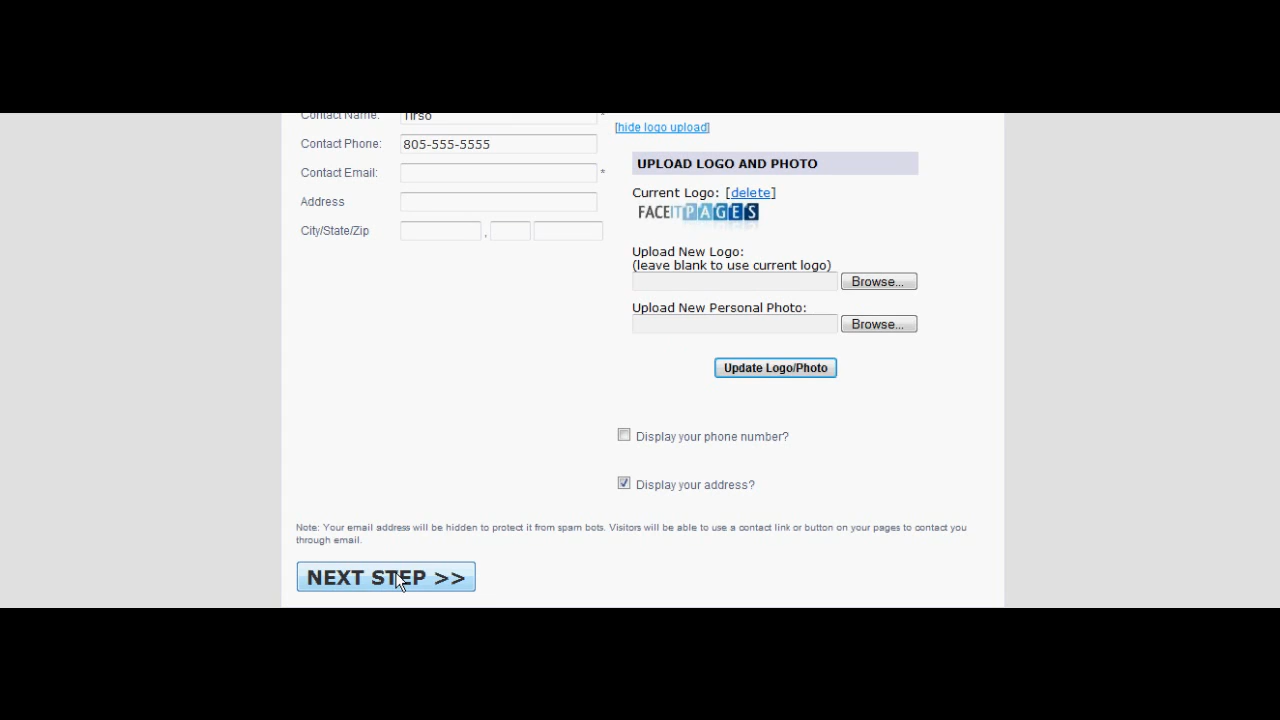 Contact Name: Tirso *
Contact Phone: 805-555-5555
Contact Email: *
Address
City/State/Zip ,
[hide logo upload]
UPLOAD LOGO AND PHOTO
Current Logo: [delete]
FACEITPAGES
Upload New Logo:
(leave blank to use current logo)
Browse...
Upload New Personal Photo:
Browse...
Update Logo/Photo
Display your phone number?
Display your address?
Note: Your email address will be hidden to protect it from spam bots. Visitors will be able to use a contact link or button on your pages to contact you
through email.
NEXT STEP >>